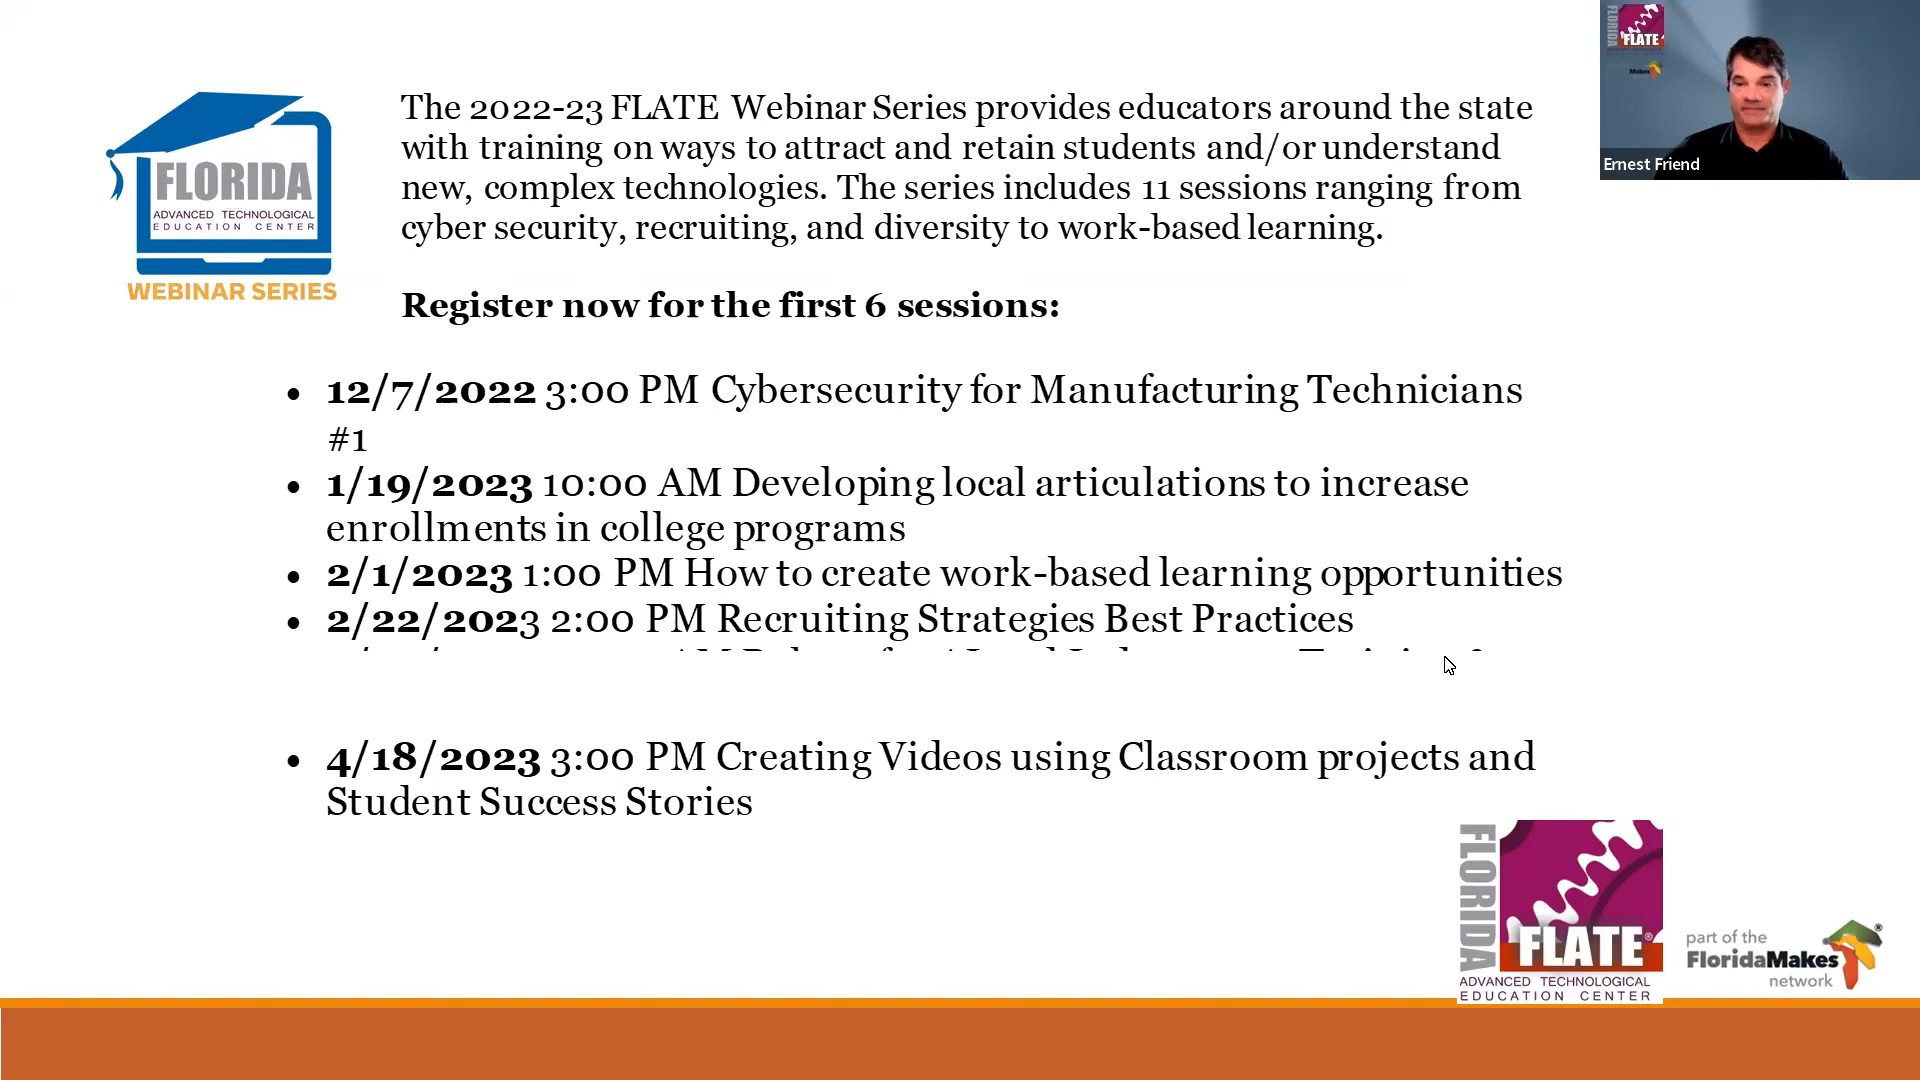 The 2022-23 FLATE Webinar Series provides educators around the state
with training on ways to attract and retain students and/or understand
new, complex technologies. The series includes 11 sessions ranging from
cyber security, recruiting, and diversity to work-based learning.
FLORIDA
ADVANCED TECHNOLOGICAL
EDUCATION CENTER
WEBINAR SERIES
Register now for the first 6 sessions:
• 12/7/2022 3:00 PM Cybersecurity for Manufacturing Technicians
#1
• 1/19/2023 10:00 AM Developing local articulations to increase
enrollments in college programs
• 2/1/2023 1:00 PM How to create work-based learning opportunities
• 2/22/2023 2:00 PM Recruiting Strategies Best Practices
• 4/18/2023 3:00 PM Creating Videos using Classroom projects and
Student Success Stories
FLORIDA
FLATE
Makes
Ernest Friend
FLORIDA
FLATE®
ADVANCED TECHNOLOGICAL
EDUCATION CENTER
part of the
FloridaMakes®
network